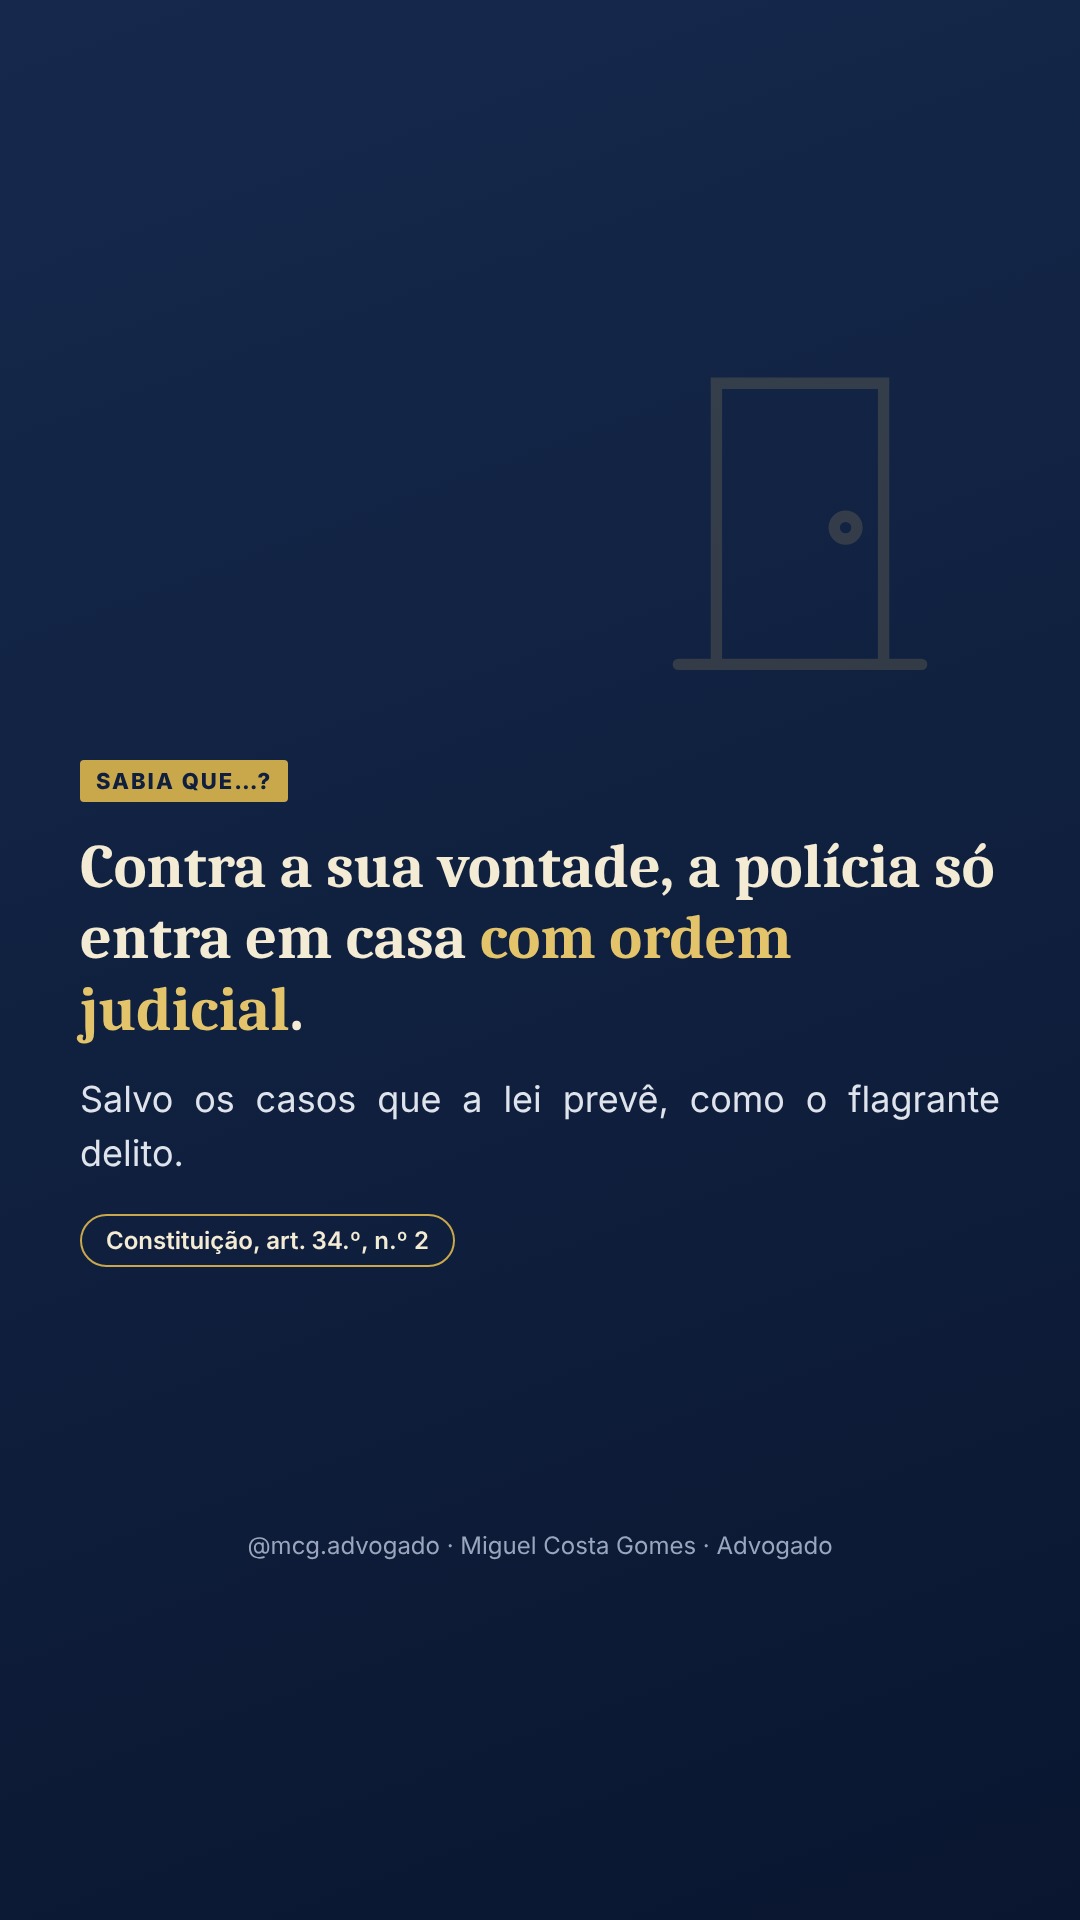 SABIA QUE...?
Contra a sua vontade, a polícia só
entra em casa com ordem
judicial.
Salvo os casos que a lei prevê, como o flagrante
delito.
Constituição, art. 34.º, n.º 2
@mcg.advogado · Miguel Costa Gomes · Advogado